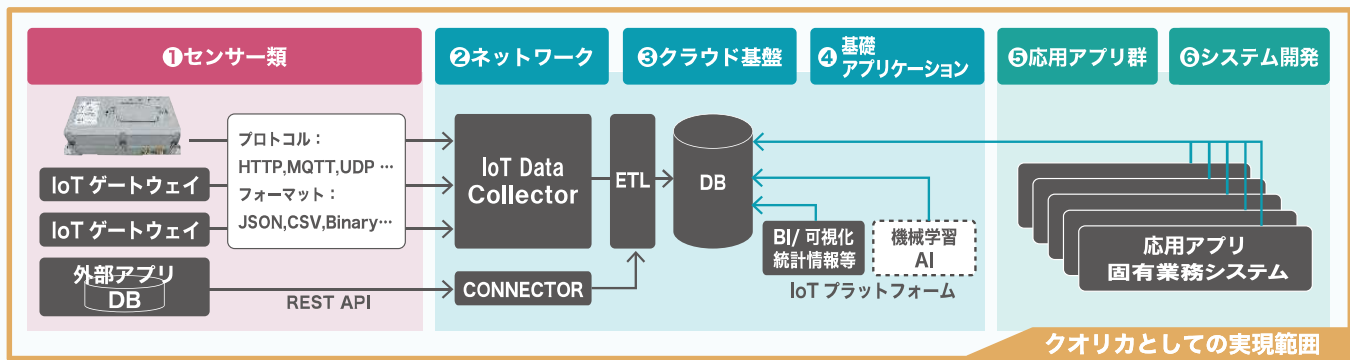 ❶センサー類
❷ネットワーク
❸クラウド基盤
❹基礎
アプリケーション
❺応用アプリ群
❻システム開発
プロトコル：
HTTP,MQTT,UDP …
フォーマット：
JSON,CSV,Binary…
IoT ゲートウェイ
IoT ゲートウェイ
外部アプリ
DB
REST API
IoT Data
Collector
CONNECTOR
ETL
DB
BI/ 可視化
統計情報等
機械学習
AI
IoT プラットフォーム
応用アプリ
固有業務システム
クオリカとしての実現範囲